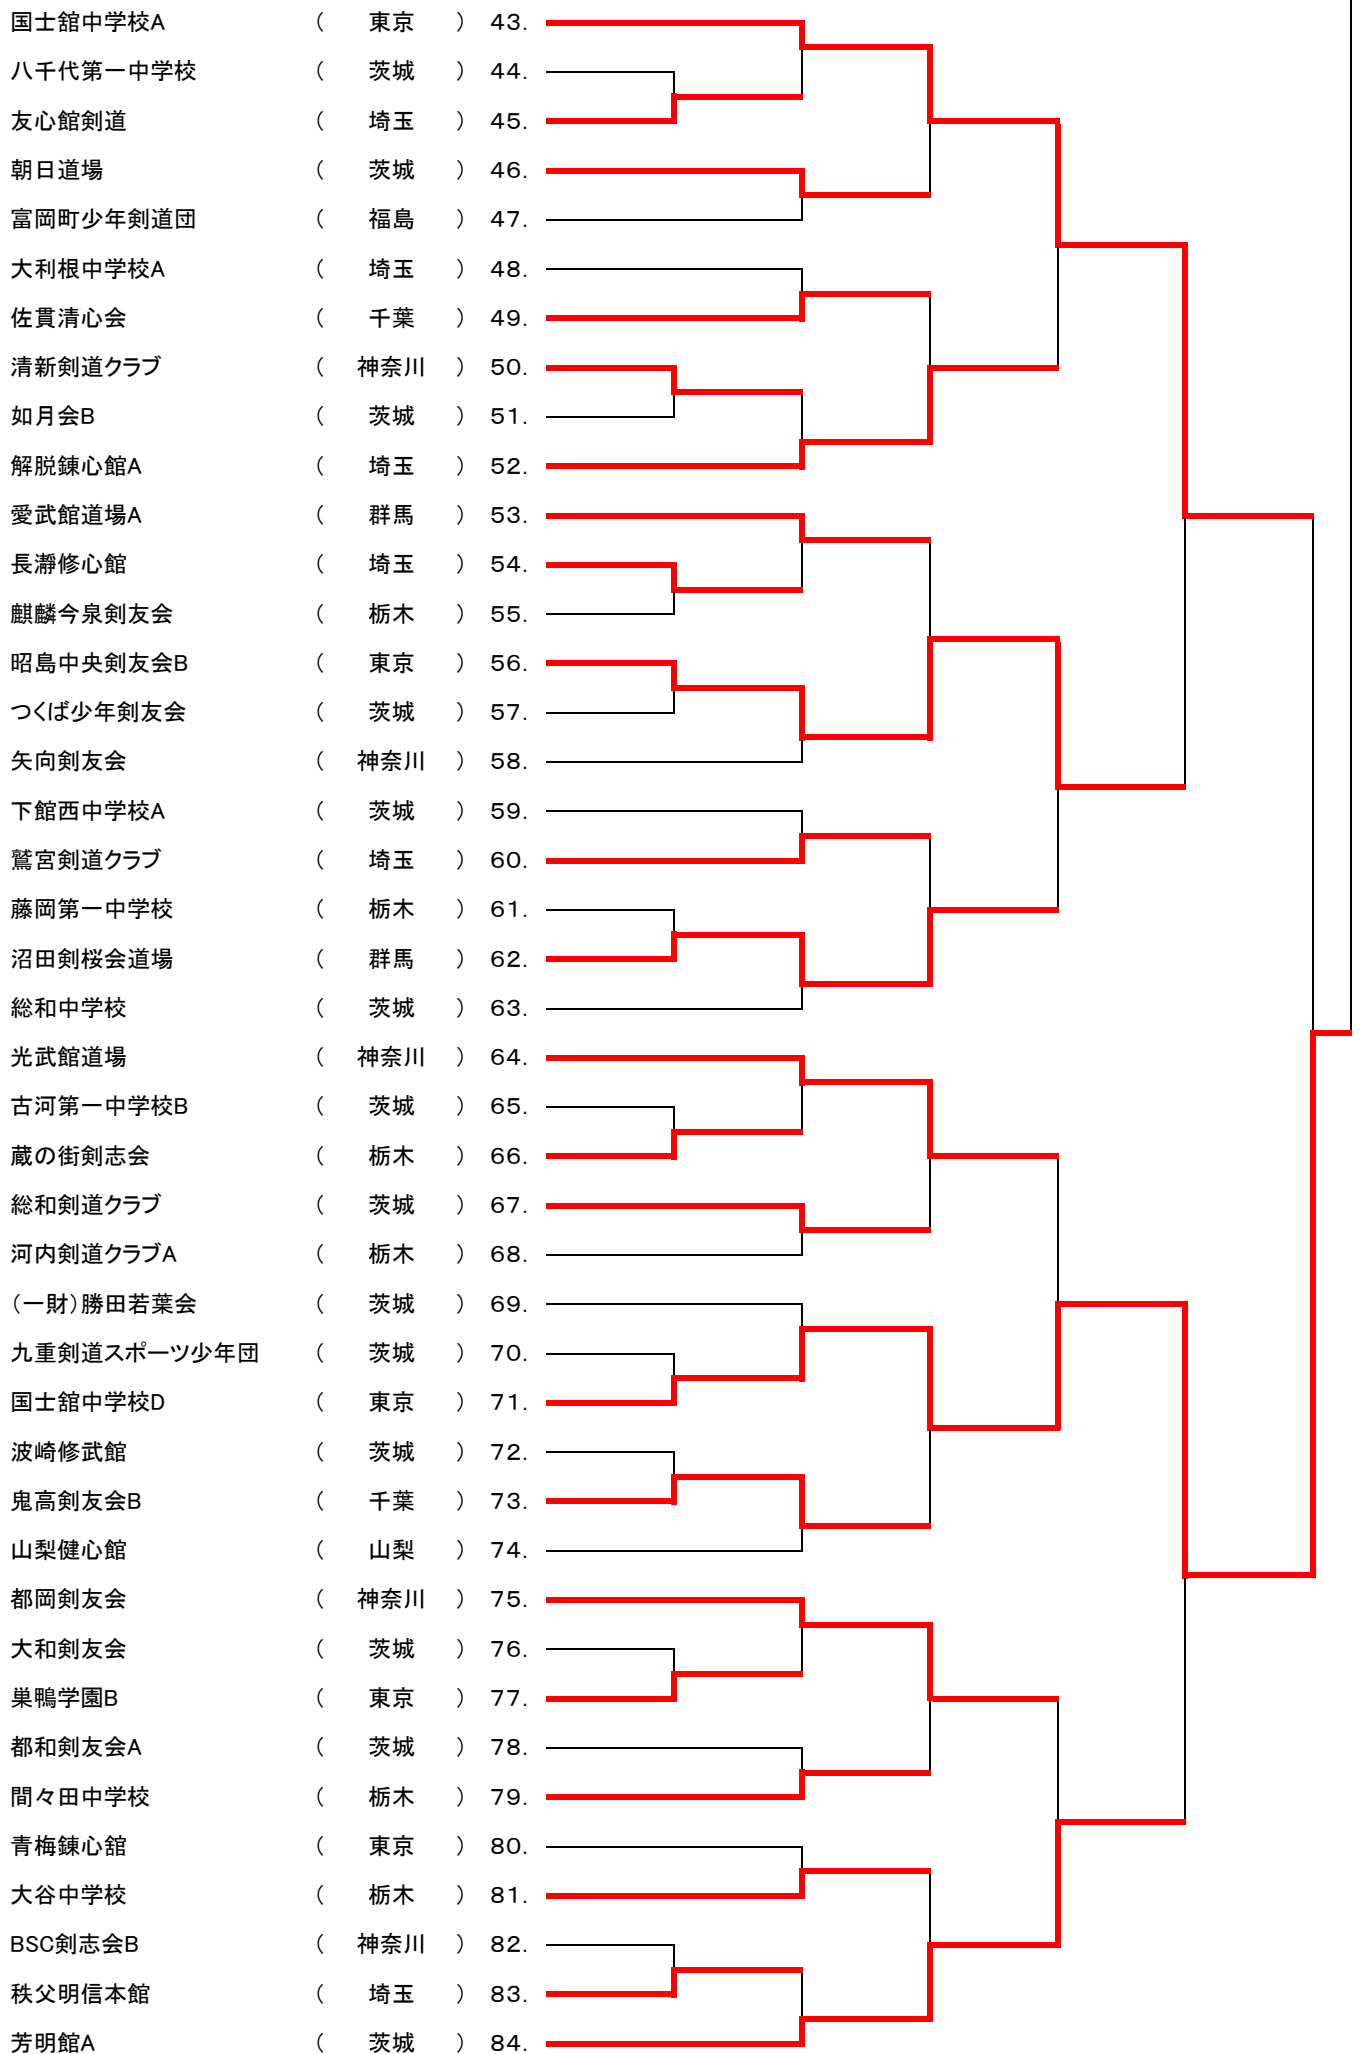 国士舘中学校A （ 東京 ） 43.
八千代第一中学校 （ 茨城 ） 44.
友心館剣道 （ 埼玉 ） 45.
朝日道場 （ 茨城 ） 46.
富岡町少年剣道団 （ 福島 ） 47.
大利根中学校A （ 埼玉 ） 48.
佐貫清心会 （ 千葉 ） 49.
清新剣道クラブ （ 神奈川 ） 50.
如月会B （ 茨城 ） 51.
解脱錬心館A （ 埼玉 ） 52.
愛武館道場A （ 群馬 ） 53.
長瀞修心館 （ 埼玉 ） 54.
麒麟今泉剣友会 （ 栃木 ） 55.
昭島中央剣友会B （ 東京 ） 56.
つくば少年剣友会 （ 茨城 ） 57.
矢向剣友会 （ 神奈川 ） 58.
下館西中学校A （ 茨城 ） 59.
鷲宮剣道クラブ （ 埼玉 ） 60.
藤岡第一中学校 （ 栃木 ） 61.
沼田剣桜会道場 （ 群馬 ） 62.
総和中学校 （ 茨城 ） 63.
光武館道場 （ 神奈川 ） 64.
古河第一中学校B （ 茨城 ） 65.
蔵の街剣志会 （ 栃木 ） 66.
総和剣道クラブ （ 茨城 ） 67.
河内剣道クラブA （ 栃木 ） 68.
（一財）勝田若葉会 （ 茨城 ） 69.
九重剣道スポーツ少年団 （ 茨城 ） 70.
国士舘中学校D （ 東京 ） 71.
波崎修武館 （ 茨城 ） 72.
鬼高剣友会B （ 千葉 ） 73.
山梨健心館 （ 山梨 ） 74.
都岡剣友会 （ 神奈川 ） 75.
大和剣友会 （ 茨城 ） 76.
巣鴨学園B （ 東京 ） 77.
都和剣友会A （ 茨城 ） 78.
間々田中学校 （ 栃木 ） 79.
青梅錬心舘 （ 東京 ） 80.
大谷中学校 （ 栃木 ） 81.
BSC剣志会B （ 神奈川 ） 82.
秩父明信本館 （ 埼玉 ） 83.
芳明館A （ 茨城 ） 84.